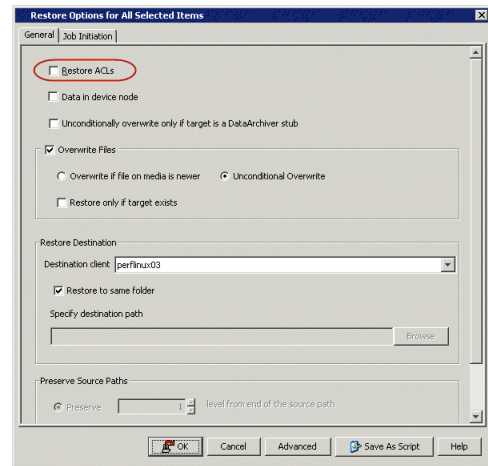 Restore Options for All Selected Items
General Job Initiation
Restore ACLs
Data in device node
Unconditionally overwrite only if target is a DataArchiver stub
Overwrite Files
Overwrite if file on media is newer Unconditional Overwrite
Restore only if target exists
Restore Destination
Destination client perflinux03
Restore to same folder
Specify destination path
Browse
Preserve Source Paths
Preserve 1 level from end of the source path
OK Cancel Advanced Save As Script Help